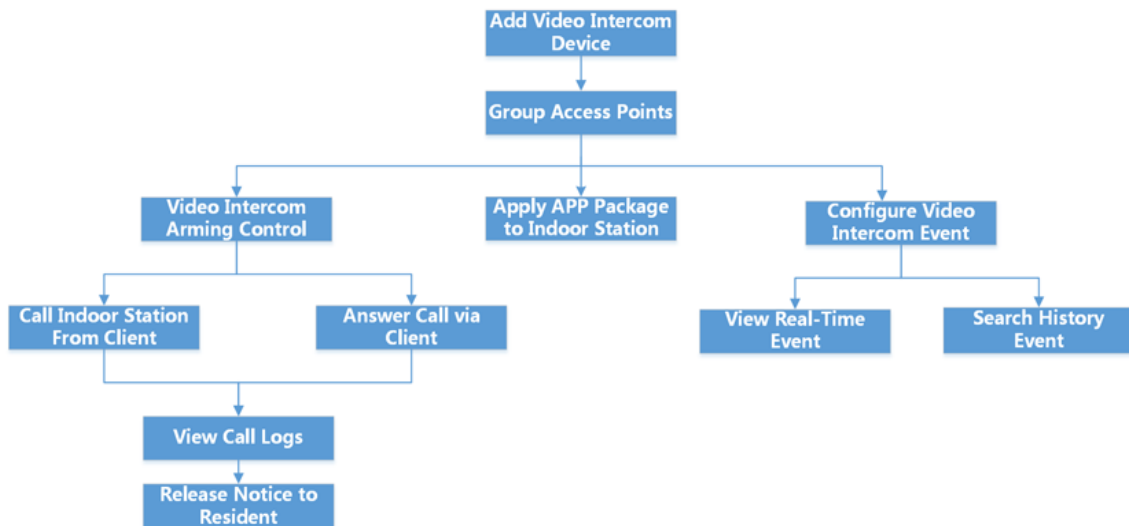 Add Video Intercom
Device
Group Access Points
Video Intercom
Arming Control
Apply APP Package
to Indoor Station
Configure Video
Intercom Event
Call Indoor Station
From Client
Answer Call via
Client
View Real-Time
Event
Search History
Event
View Call Logs
Release Notice to
Resident